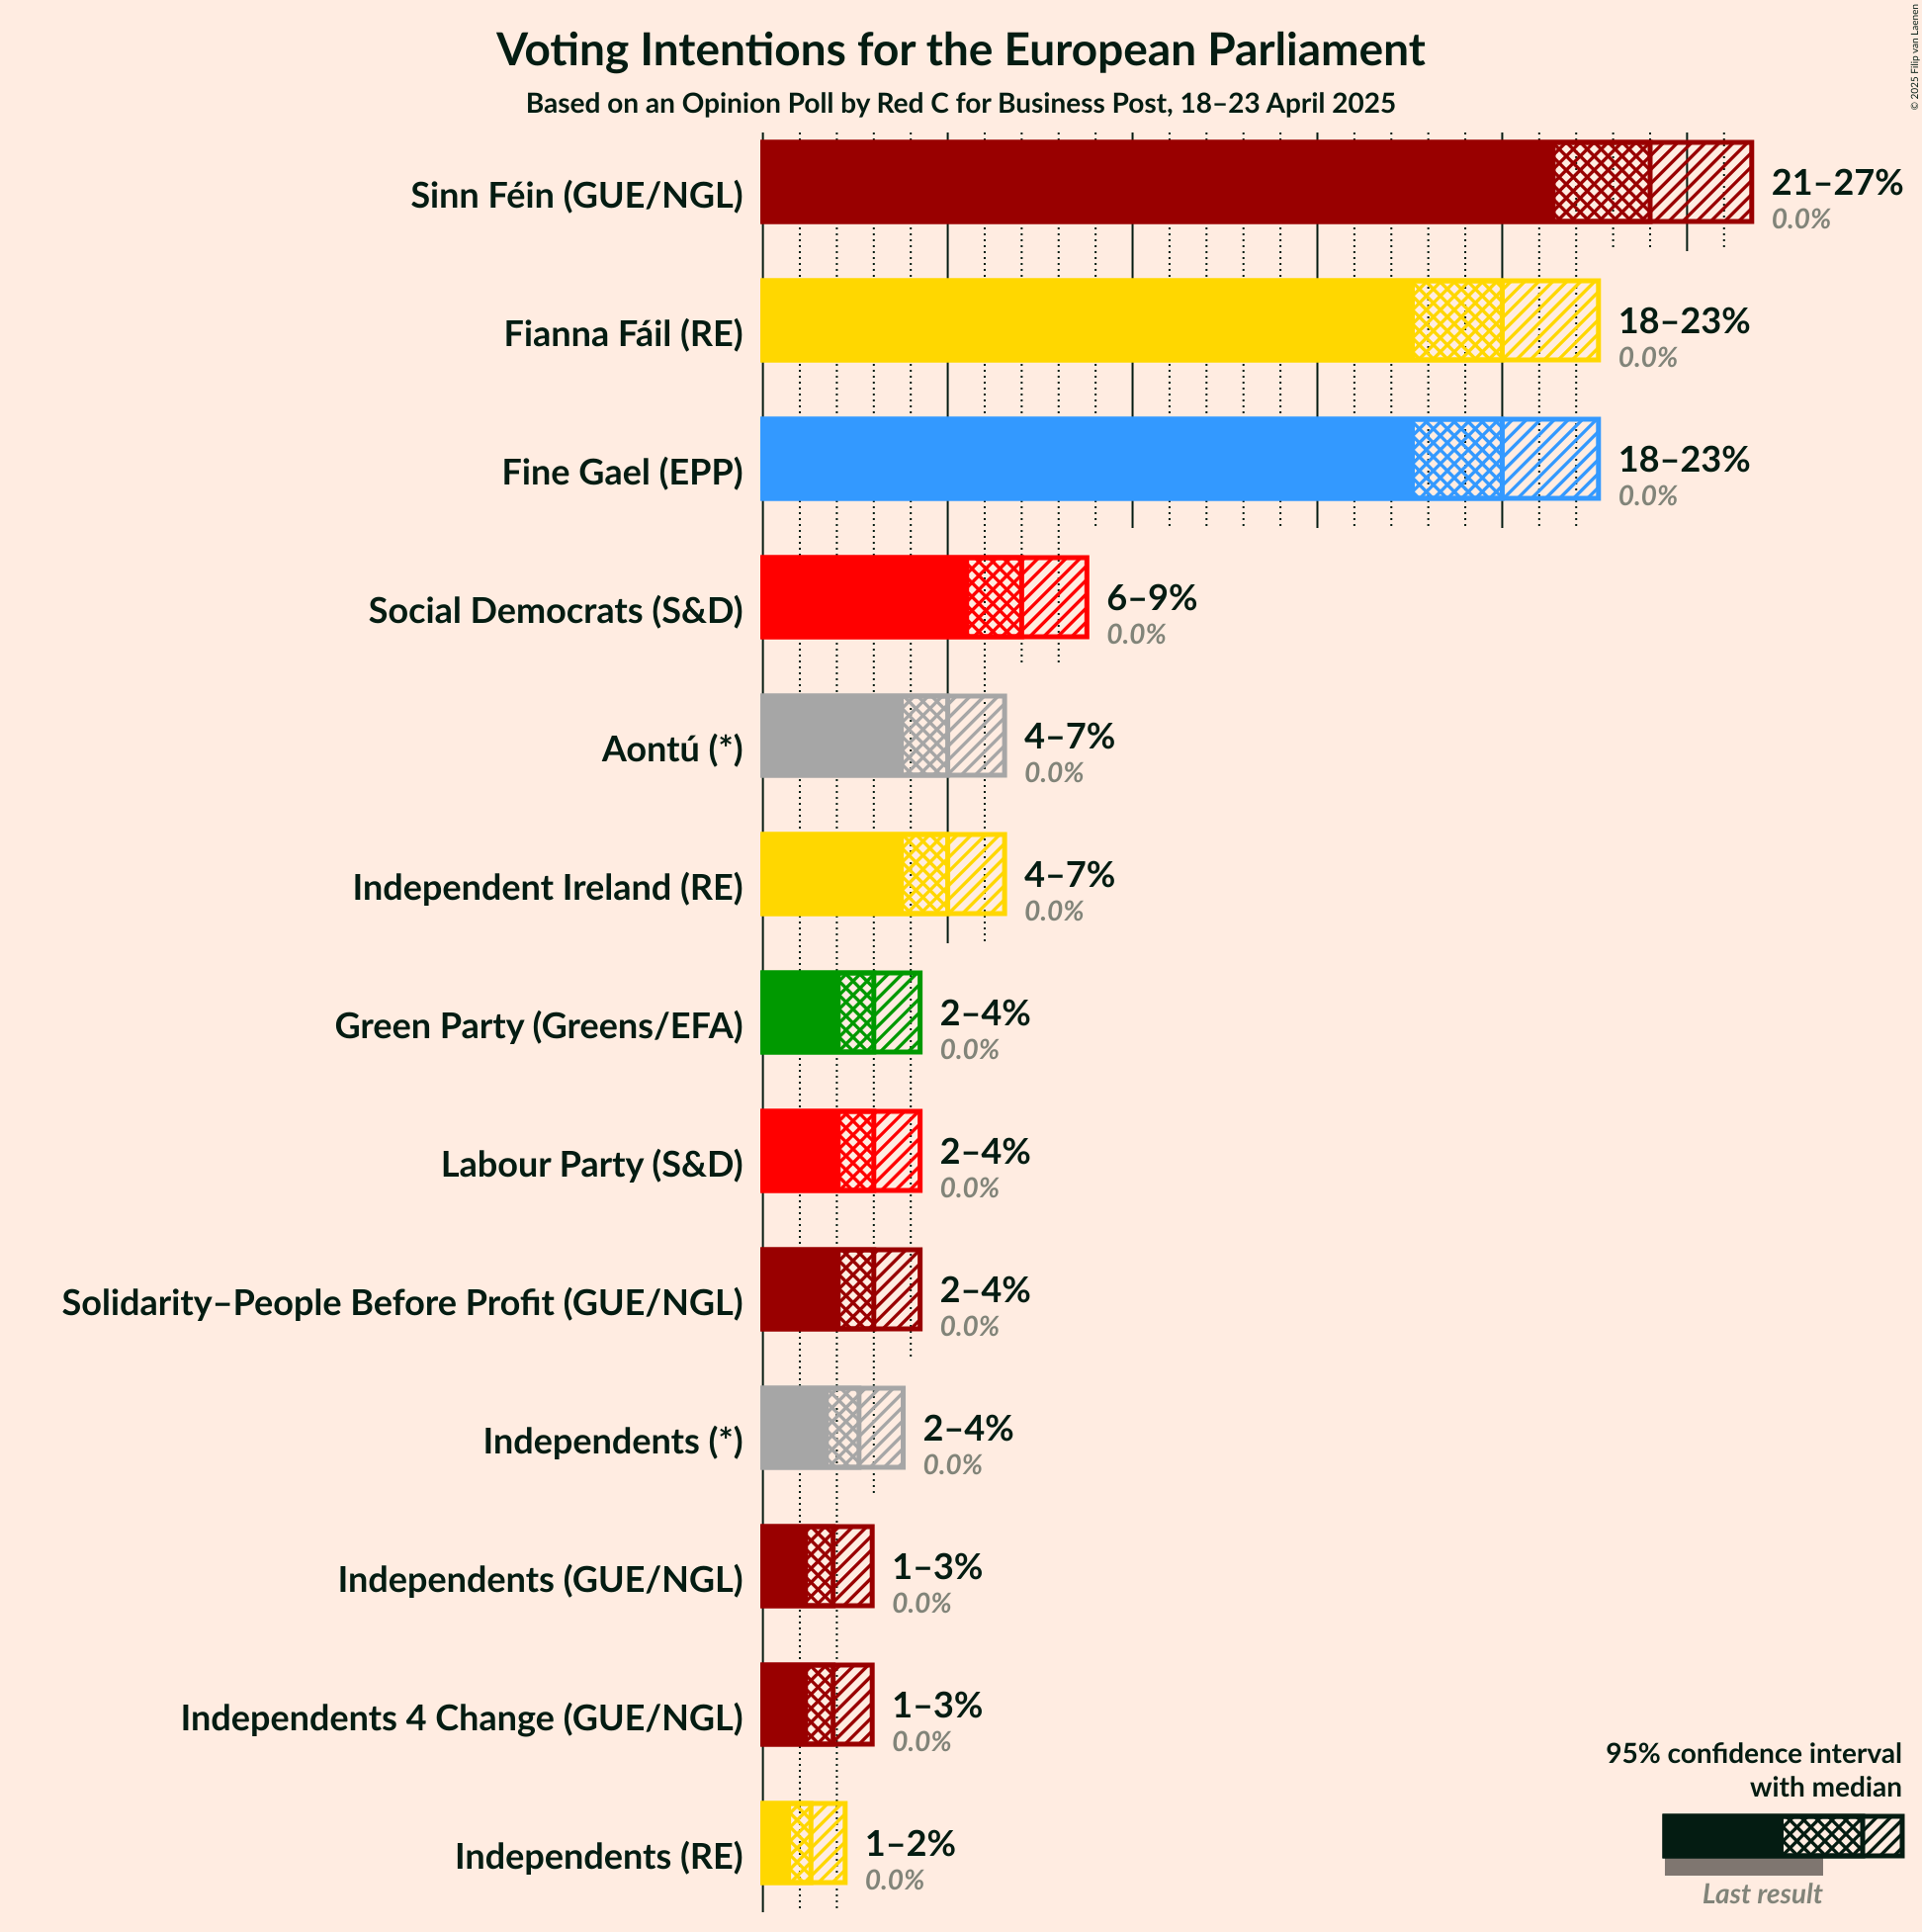 Voting Intentions for the European Parliament
Based on an Opinion Poll by Red C for Business Post, 18–23 April 2025
© 2025 Filip van Laenen
Sinn Féin (GUE/NGL)
21–27%
0.0%
Fianna Fáil (RE)
18–23%
0.0%
Fine Gael (EPP)
18–23%
0.0%
Social Democrats (S&D)
6–9%
0.0%
Aontú (*)
4–7%
0.0%
Independent Ireland (RE)
4–7%
0.0%
Green Party (Greens/EFA)
2–4%
0.0%
Labour Party (S&D)
2–4%
0.0%
Solidarity–People Before Profit (GUE/NGL)
2–4%
0.0%
Independents (*)
2–4%
0.0%
Independents (GUE/NGL)
1–3%
0.0%
Independents 4 Change (GUE/NGL)
1–3%
0.0%
Independents (RE)
1–2%
0.0%
95% confidence interval
with median
Last result